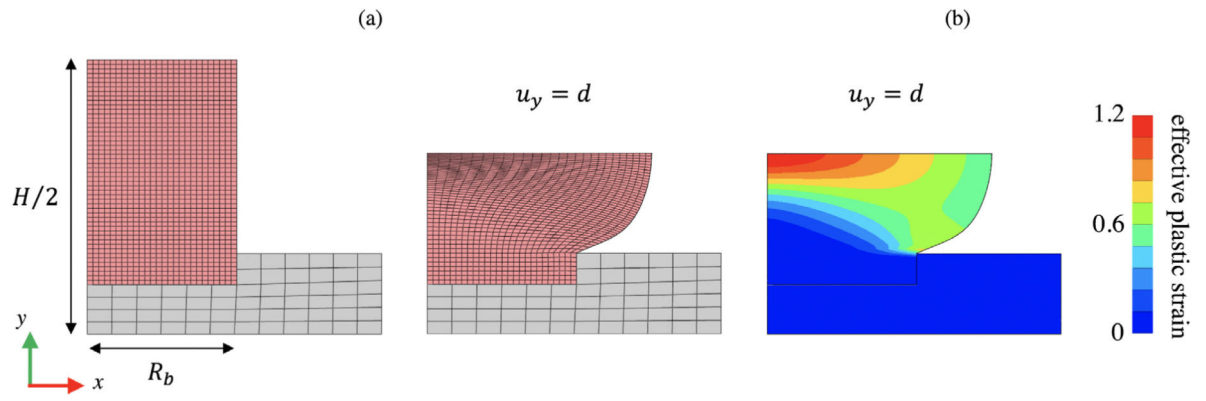 (a)
(b)
u_y = d
u_y = d
H/2
R_b
y
x
1.2
0.6
0
effective plastic strain